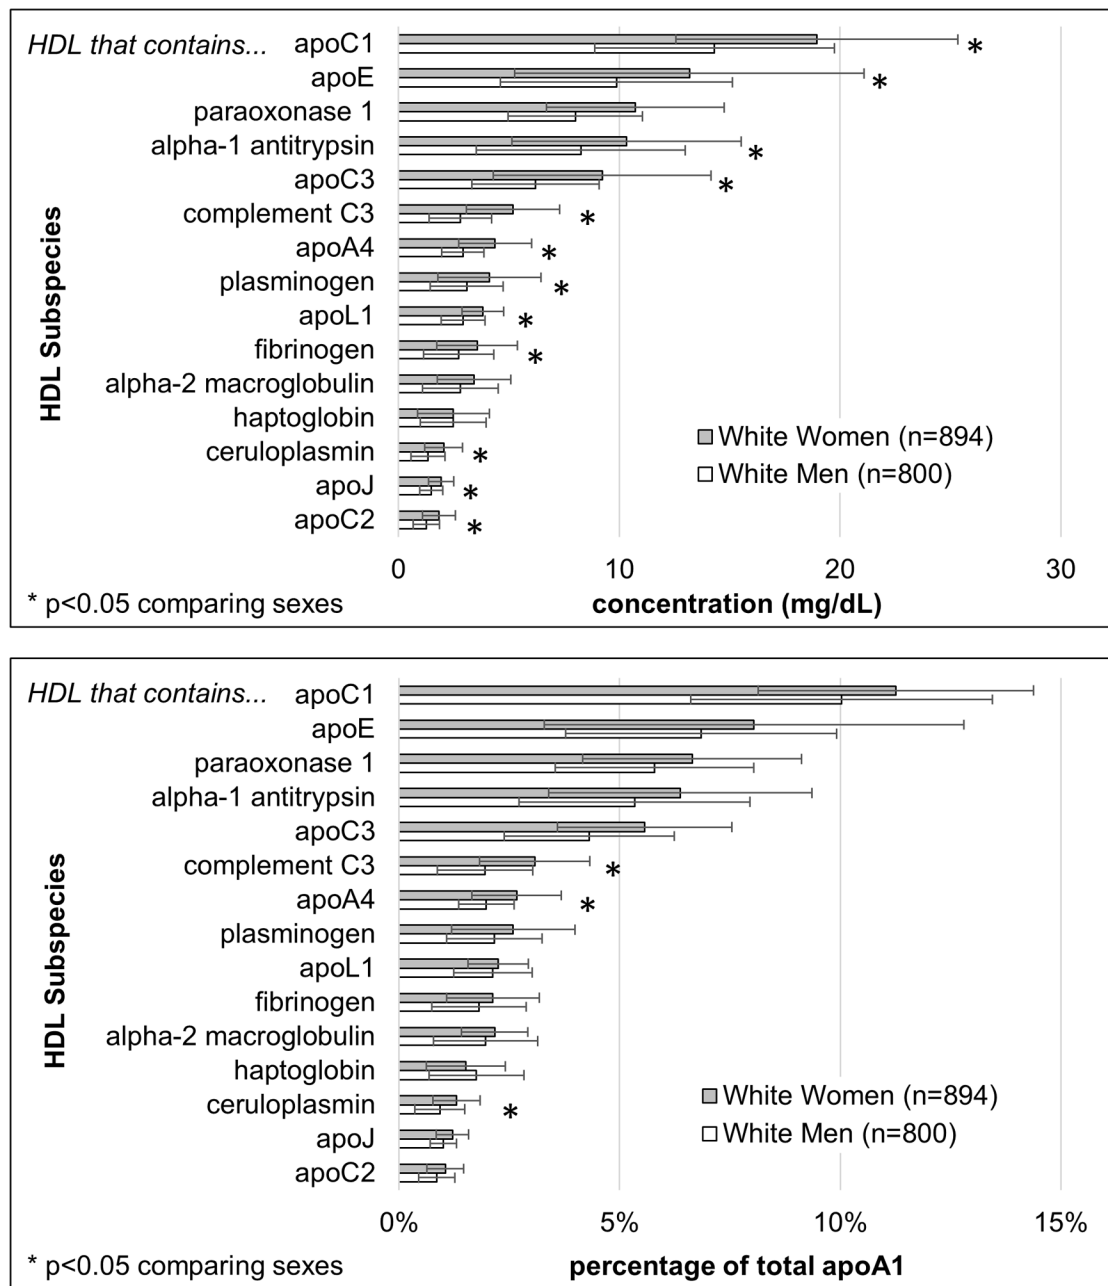 HDL that contains... apoC1
*
apoE
*
paraoxonase 1
alpha-1 antitrypsin
*
apoC3
*
complement C3
*
apoA4
*
plasminogen
*
apoL1
*
fibrinogen
*
alpha-2 macroglobulin
haptoglobin
ceruloplasmin
*
apoJ
*
apoC2
*
HDL Subspecies
White Women (n=894)
White Men (n=800)
0 10 20 30
* p<0.05 comparing sexes
concentration (mg/dL)
HDL that contains... apoC1
apoE
paraoxonase 1
alpha-1 antitrypsin
apoC3
complement C3
*
apoA4
*
plasminogen
apoL1
fibrinogen
alpha-2 macroglobulin
haptoglobin
ceruloplasmin
*
apoJ
apoC2
HDL Subspecies
White Women (n=894)
White Men (n=800)
0% 5% 10% 15%
* p<0.05 comparing sexes
percentage of total apoA1